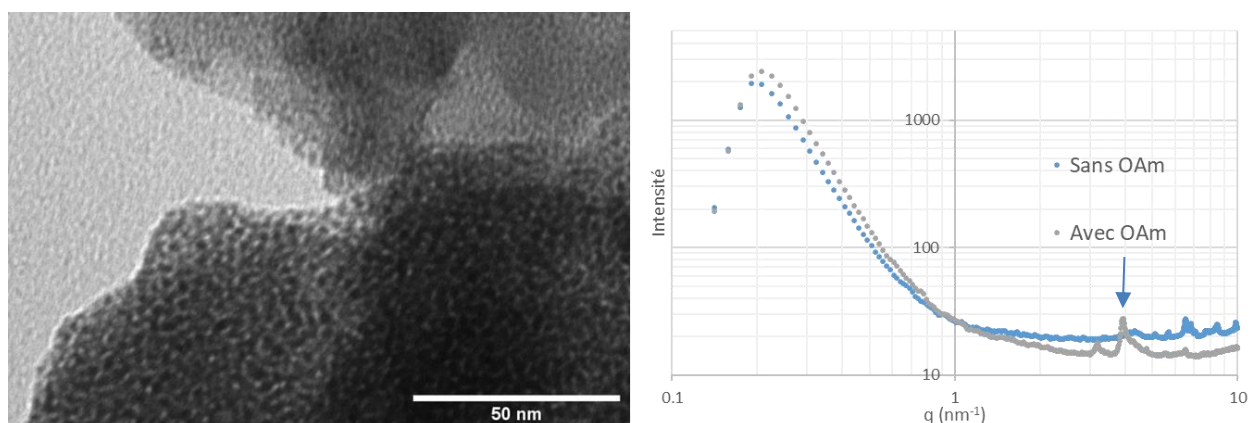 50 nm
Intensité
1000
100
10
Sans OAm
Avec OAm
0.1
1
10
q (nm⁻¹)